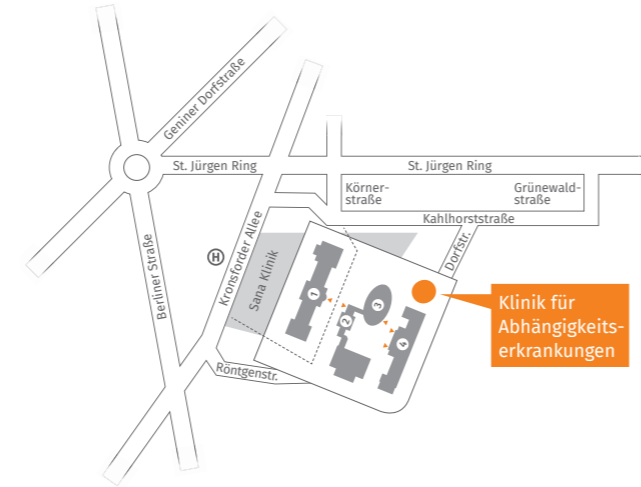 Geniner Dorfstraße
St. Jürgen Ring
St. Jürgen Ring
Körner-
straße
Grünewald-
straße
Kahlhorststraße
Dorfstr.
Kronsforder Allee
H
Berliner Straße
Sana Klinik
1
2
3
4
Klinik für
Abhängigkeits-
erkrankungen
Röntgenstr.